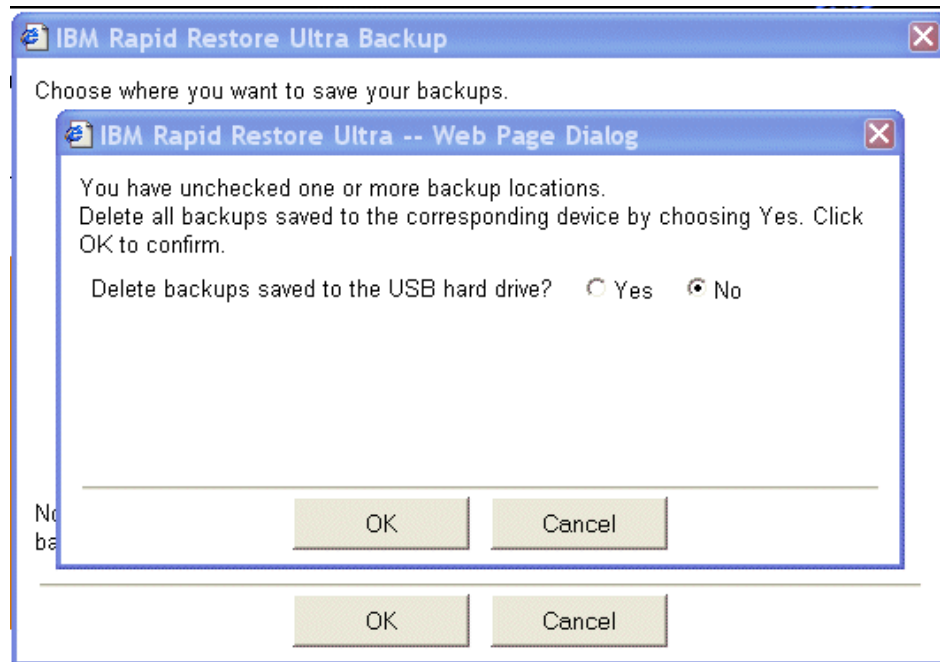 IBM Rapid Restore Ultra Backup
Choose where you want to save your backups.
IBM Rapid Restore Ultra -- Web Page Dialog
You have unchecked one or more backup locations.
Delete all backups saved to the corresponding device by choosing Yes. Click
OK to confirm.
Delete backups saved to the USB hard drive? Yes No
OK Cancel
OK Cancel